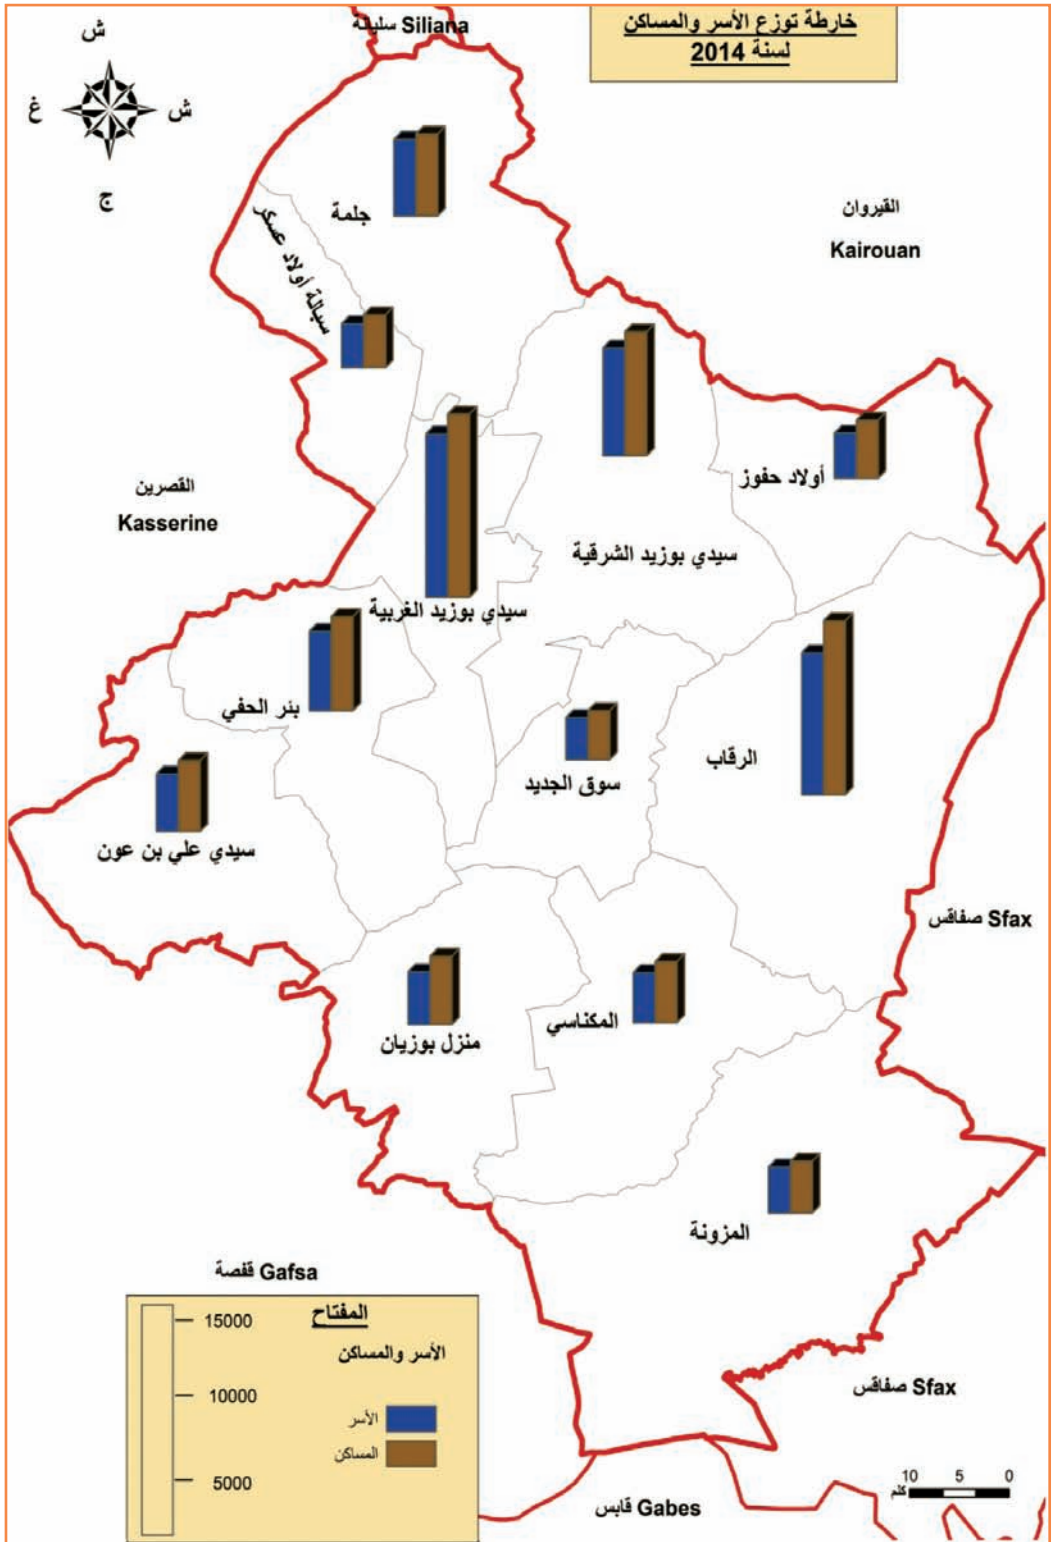 خارطة توزع الأسر والمساكن
لسنة 2014
سليانة Siliana
ش
غ
ش
ج
جلمة
القيروان
Kairouan
سبالة أولاد عسكر
أولاد حفوز
القصرين
Kasserine
سيدي بوزيد الشرقية
سيدي بوزيد الغربية
بئر الحفي
الرقاب
سوق الجديد
سيدي علي بن عون
صفاقس Sfax
المكناسي
منزل بوزيان
المزونة
قفصة Gafsa
المفتاح
15000
الأسر والمساكن
10000
الأسر
المساكن
5000
صفاقس Sfax
10 5 0
كلم
قابس Gabes